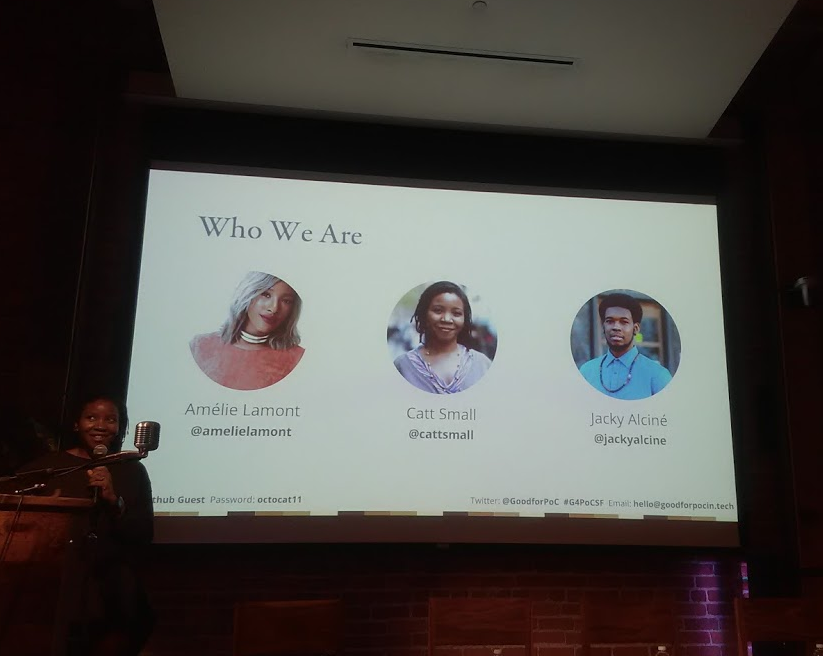 Who We Are
Amélie Lamont
@amelielamont
Catt Small
@cattsmall
Jacky Alciné
@jackyalcine
thub Guest Password: octocat11
Twitter: @GoodforPoC #G4PoCSF Email: hello@goodforpocin.tech